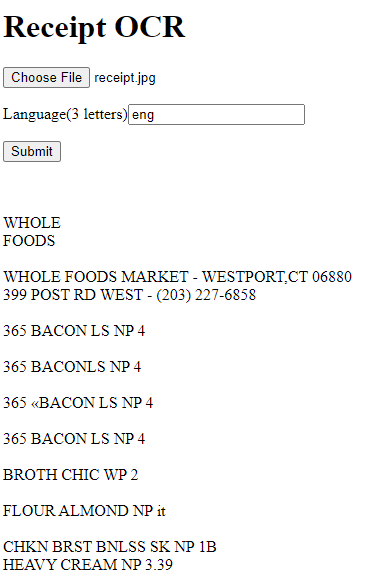 Receipt OCR
Choose File receipt.jpg
Language(3 letters) eng
Submit
WHOLE
FOODS
WHOLE FOODS MARKET - WESTPORT,CT 06880
399 POST RD WEST - (203) 227-6858
365 BACON LS NP 4
365 BACONLS NP 4
365 «BACON LS NP 4
365 BACON LS NP 4
BROTH CHIC WP 2
FLOUR ALMOND NP it
CHKN BRST BNLSS SK NP 1B
HEAVY CREAM NP 3.39